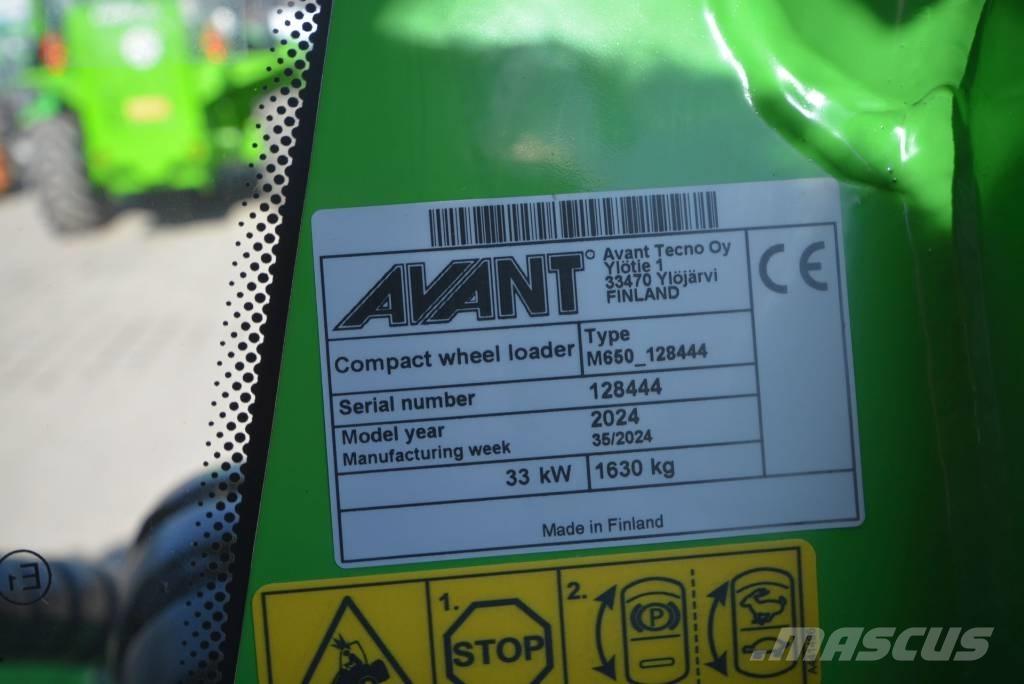 AVANT
Avant Tecno Oy
Ylötie 1
33470 Ylöjärvi
FINLAND
CE
Compact wheel loader
Type
M650_128444
Serial number 128444
Model year 2024
Manufacturing week 35/2024
33 kW 1630 kg
Made in Finland
1. STOP
2. P
E1
MASCUS